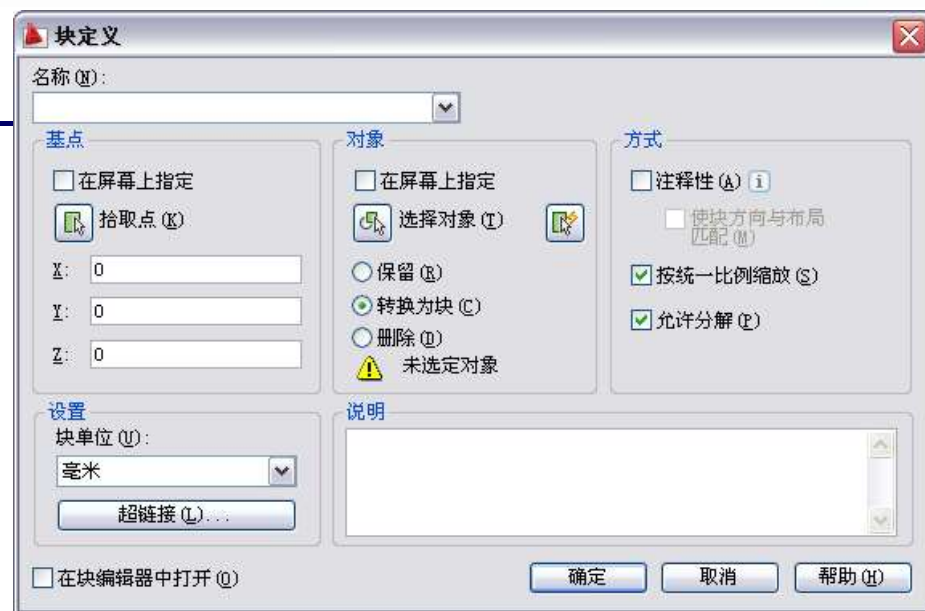 块定义
名称(N):
基点
在屏幕上指定
拾取点(K)
X: 0
Y: 0
Z: 0
对象
在屏幕上指定
选择对象(T)
保留(R)
转换为块(C)
删除(D)
未选定对象
方式
注释性(A)
使块方向与布局
匹配(M)
按统一比例缩放(S)
允许分解(P)
设置
块单位(U):
毫米
超链接(L)...
说明
在块编辑器中打开(O)
确定
取消
帮助(H)